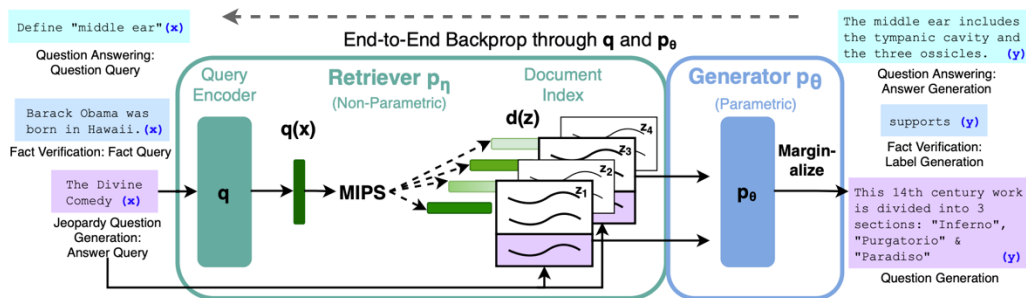 End-to-End Backprop through q and pθ
Define "middle ear" (x)
Question Answering:
Question Query
Barack Obama was
born in Hawaii. (x)
Fact Verification: Fact Query
The Divine
Comedy (x)
Jeopardy Question
Generation:
Answer Query
Query
Encoder
q
Retriever pη
(Non-Parametric)
q(x)
MIPS
Document
Index
d(z)
z4
z3
z2
z1
Generator pθ
(Parametric)
pθ
Margin-
alize
The middle ear includes
the tympanic cavity and
the three ossicles. (y)
Question Answering:
Answer Generation
supports (y)
Fact Verification:
Label Generation
This 14th century work
is divided into 3
sections: "Inferno",
"Purgatorio" &
"Paradiso" (y)
Question Generation